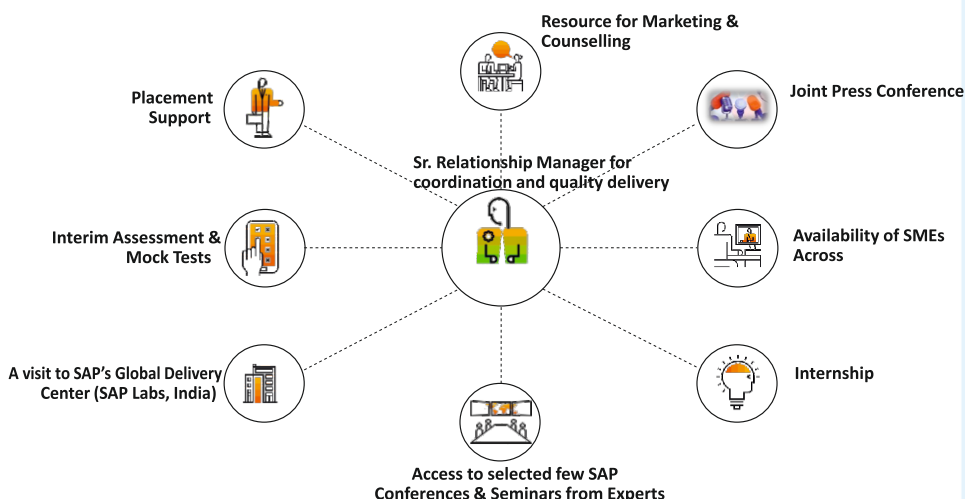 Resource for Marketing &
Counselling
Placement
Support
Joint Press Conference
Sr. Relationship Manager for
coordination and quality delivery
Interim Assessment &
Mock Tests
Availability of SMEs
Across
A visit to SAP's Global Delivery
Center (SAP Labs, India)
Internship
Access to selected few SAP
Conferences & Seminars from Experts